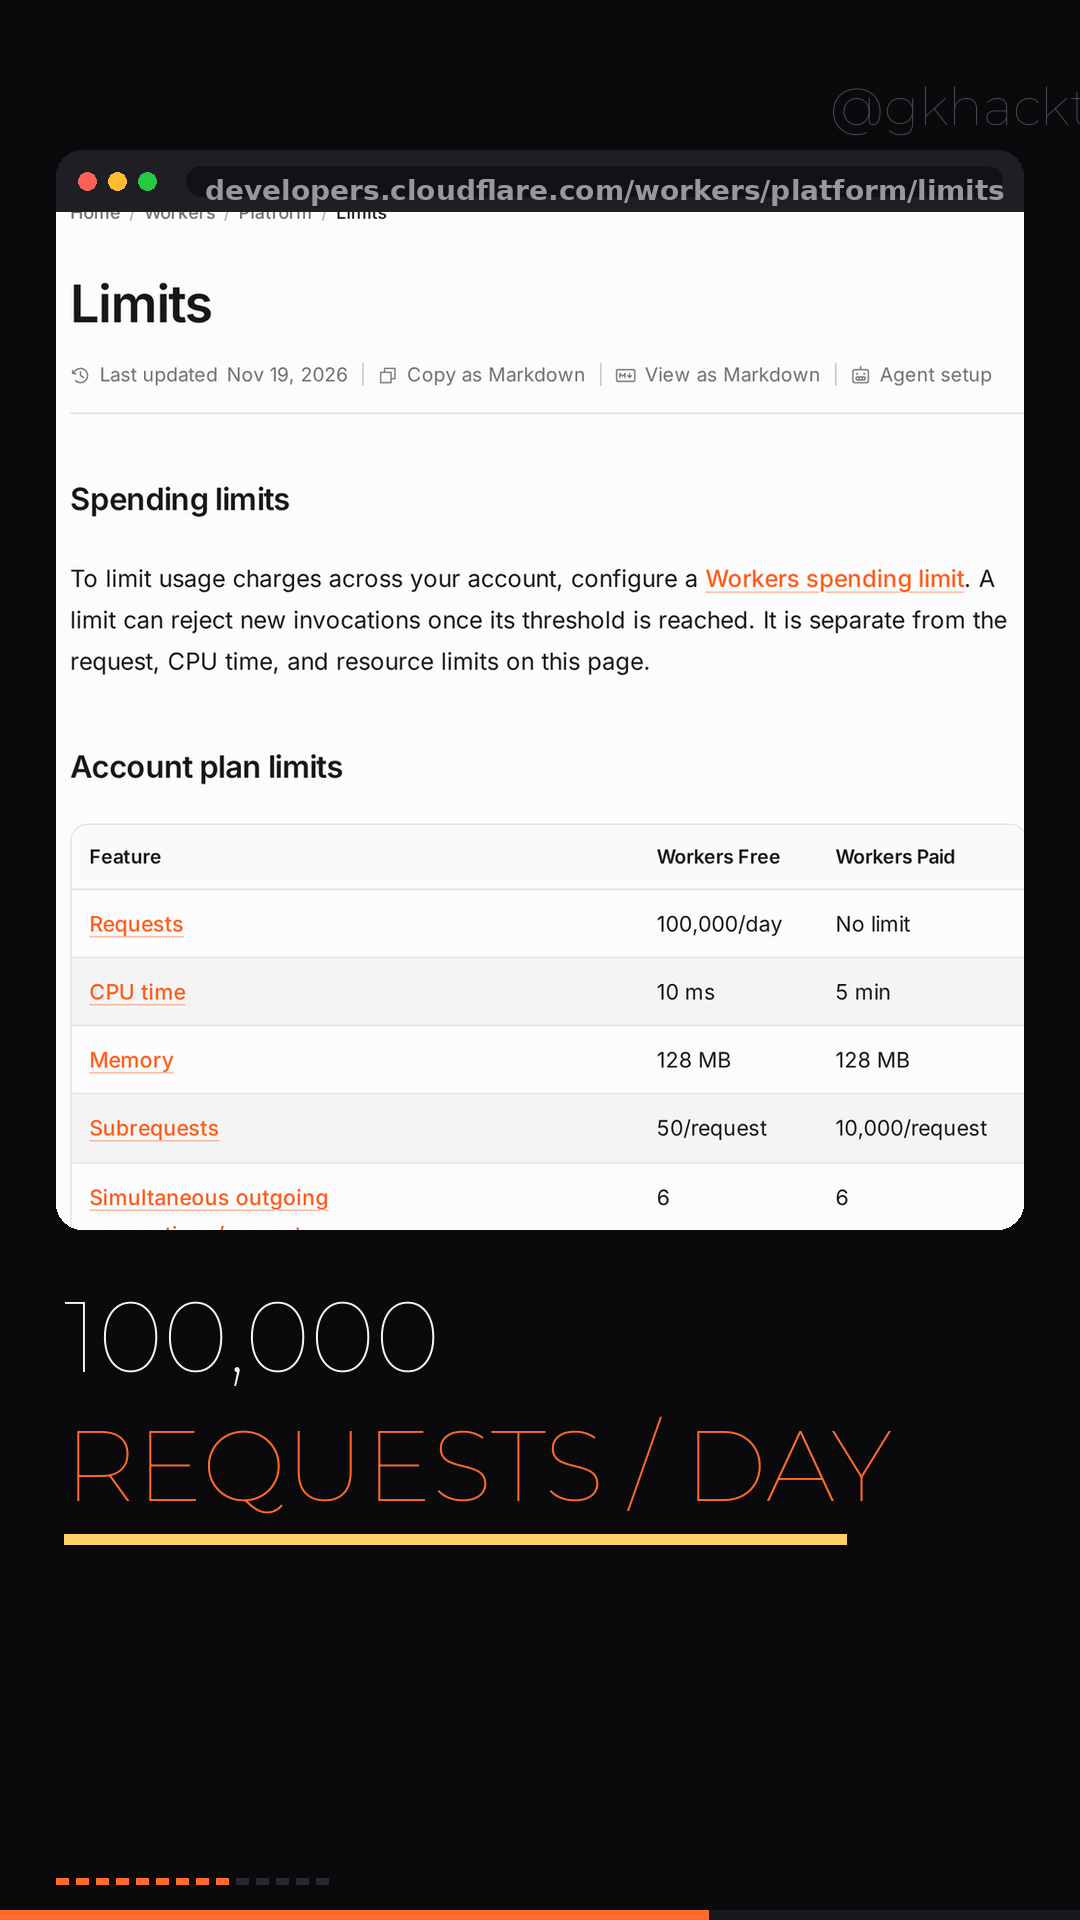 @gkhackt
developers.cloudflare.com/workers/platform/limits
Home / Workers / Platform / Limits
Limits
Last updated Nov 19, 2026 | Copy as Markdown | View as Markdown | Agent setup
Spending limits
To limit usage charges across your account, configure a Workers spending limit. A
limit can reject new invocations once its threshold is reached. It is separate from the
request, CPU time, and resource limits on this page.
Account plan limits
Feature Workers Free Workers Paid
Requests 100,000/day No limit
CPU time 10 ms 5 min
Memory 128 MB 128 MB
Subrequests 50/request 10,000/request
Simultaneous outgoing 6 6
100,000
REQUESTS / DAY